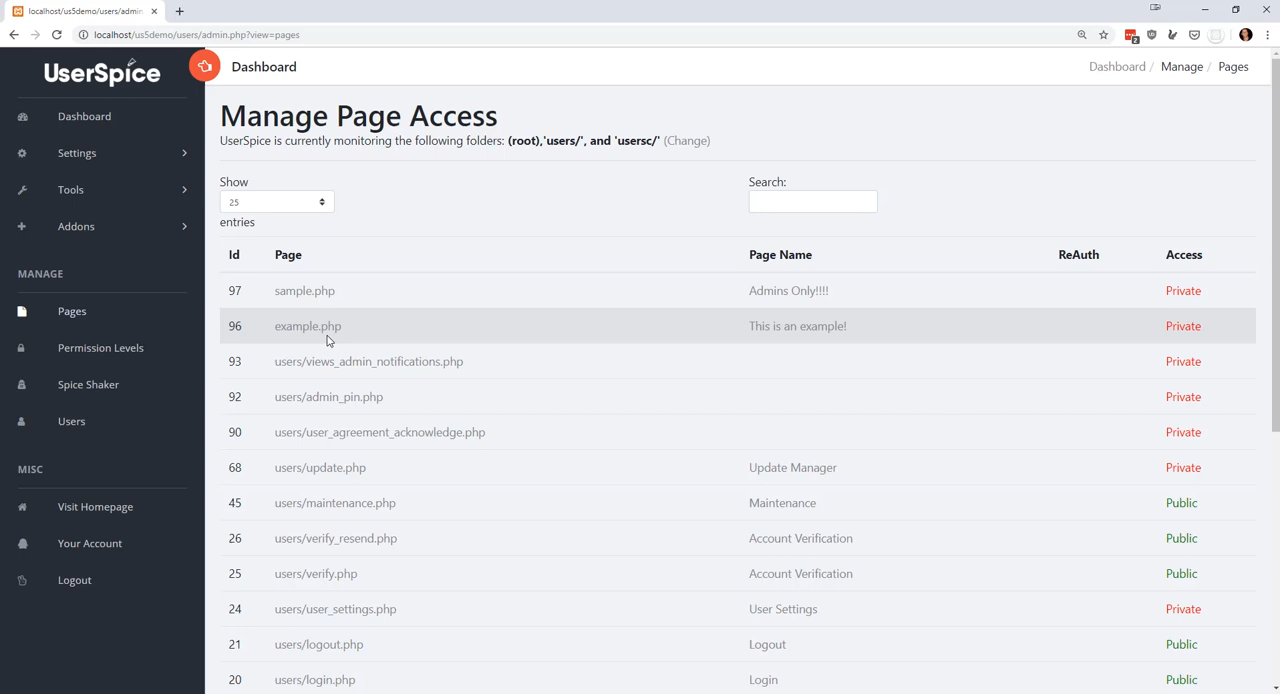 localhost/us5demo/users/admin
localhost/us5demo/users/admin.php?view=pages
2
UserSpice
Dashboard
Dashboard / Manage / Pages
Dashboard
Settings
Tools
Addons
MANAGE
Pages
Permission Levels
Spice Shaker
Users
MISC
Visit Homepage
Your Account
Logout
Manage Page Access
UserSpice is currently monitoring the following folders: (root),'users/', and 'usersc/' (Change)
Show
25
entries
Search:
Id Page Page Name ReAuth Access
97 sample.php Admins Only!!!! Private
96 example.php This is an example! Private
93 users/views_admin_notifications.php Private
92 users/admin_pin.php Private
90 users/user_agreement_acknowledge.php Private
68 users/update.php Update Manager Private
45 users/maintenance.php Maintenance Public
26 users/verify_resend.php Account Verification Public
25 users/verify.php Account Verification Public
24 users/user_settings.php User Settings Private
21 users/logout.php Logout Public
20 users/login.php Login Public